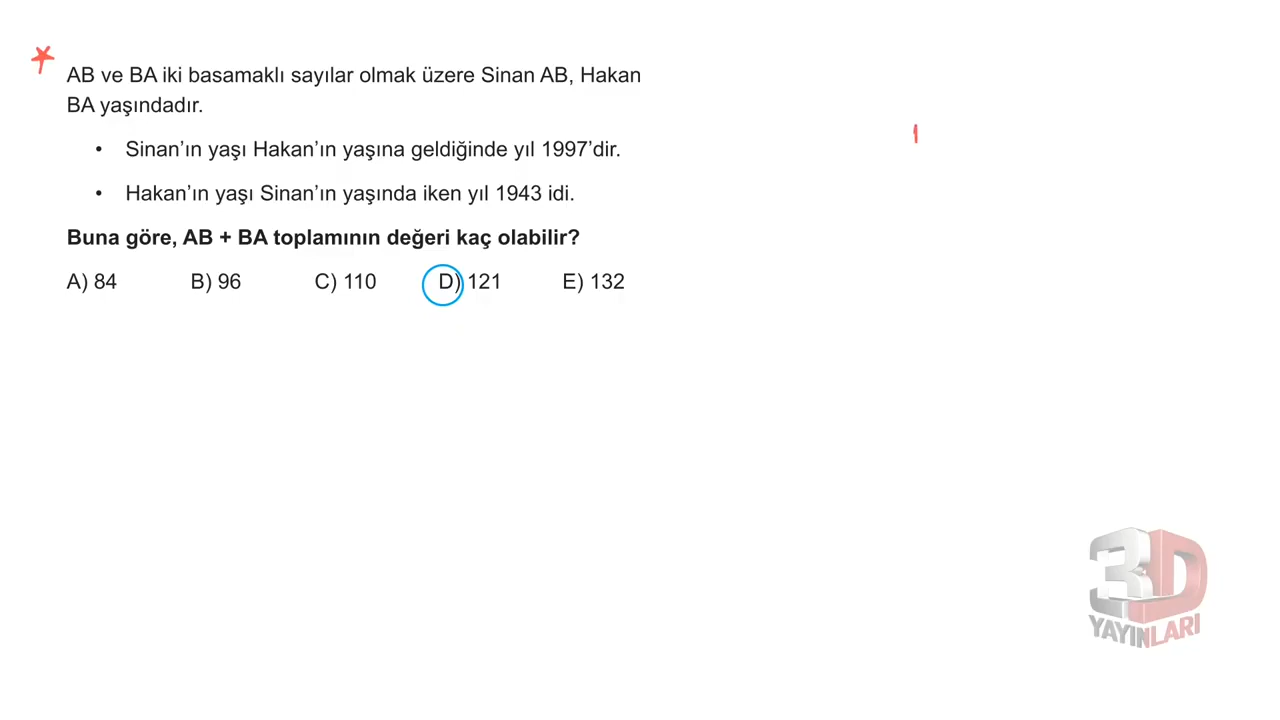 AB ve BA iki basamaklı sayılar olmak üzere Sinan AB, Hakan
BA yaşındadır.
• Sinan’ın yaşı Hakan’ın yaşına geldiğinde yıl 1997’dir.
• Hakan’ın yaşı Sinan’ın yaşında iken yıl 1943 idi.
Buna göre, AB + BA toplamının değeri kaç olabilir?
A) 84 B) 96 C) 110 D) 121 E) 132
3D
YAYINLARI